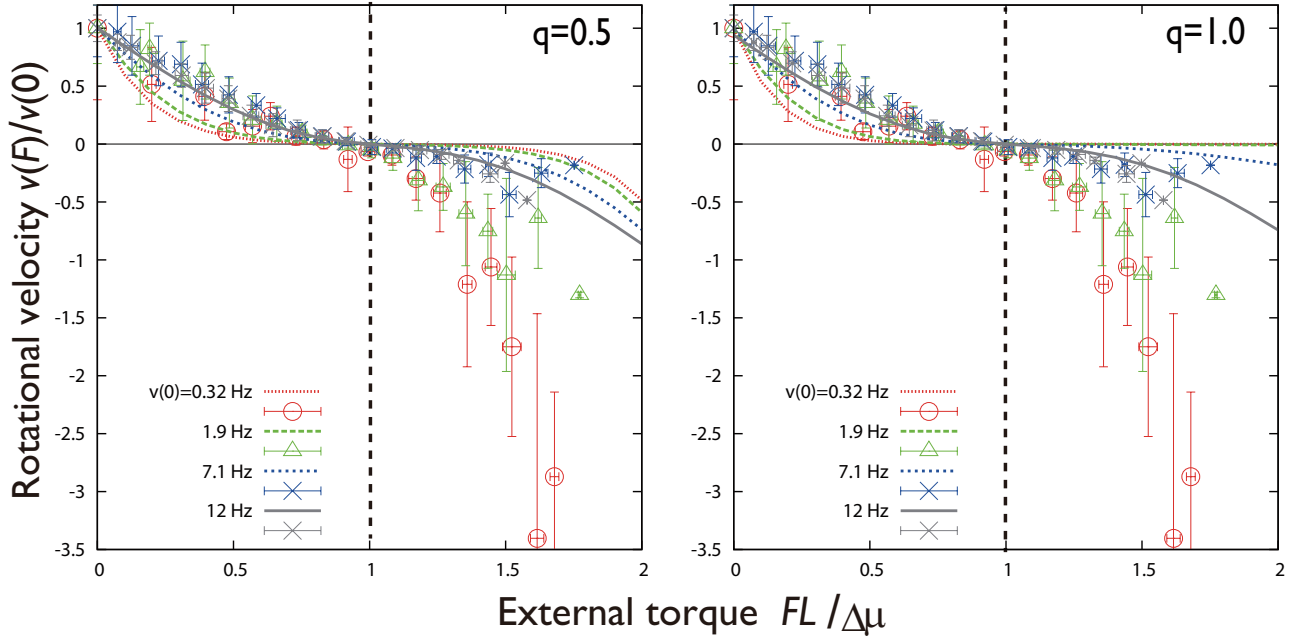 Rotational velocity v(F)/v(0)
1
0.5
0
-0.5
-1
-1.5
-2
-2.5
-3
-3.5
q=0.5
v(0)=0.32 Hz
1.9 Hz
7.1 Hz
12 Hz
0
0.5
1
1.5
2
1
0.5
0
-0.5
-1
-1.5
-2
-2.5
-3
-3.5
q=1.0
v(0)=0.32 Hz
1.9 Hz
7.1 Hz
12 Hz
0
0.5
1
1.5
2
External torque FL /Δμ